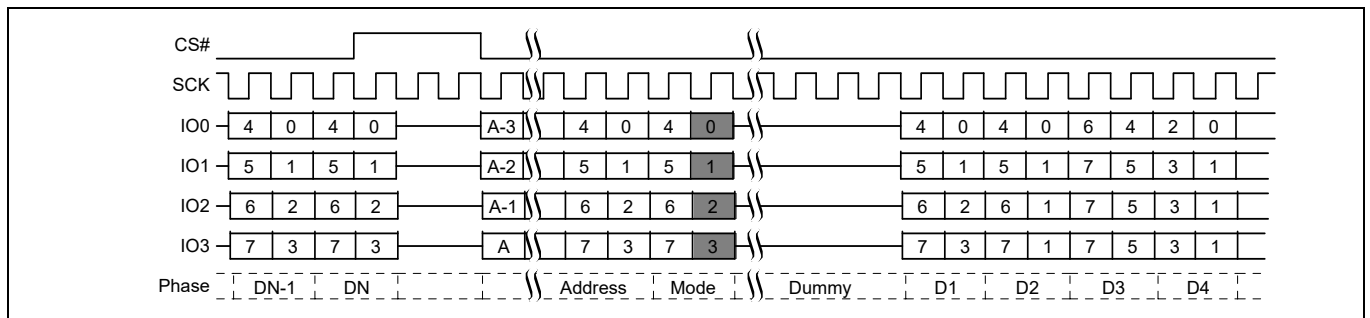 CS#
SCK
IO0 4 0 4 0 A-3 4 0 4 0 4 0 4 0 6 4 2 0
IO1 5 1 5 1 A-2 5 1 5 1 5 1 5 1 7 5 3 1
IO2 6 2 6 2 A-1 6 2 6 2 6 2 6 1 7 5 3 1
IO3 7 3 7 3 A 7 3 7 3 7 3 7 1 7 5 3 1
Phase DN-1 DN Address Mode Dummy D1 D2 D3 D4